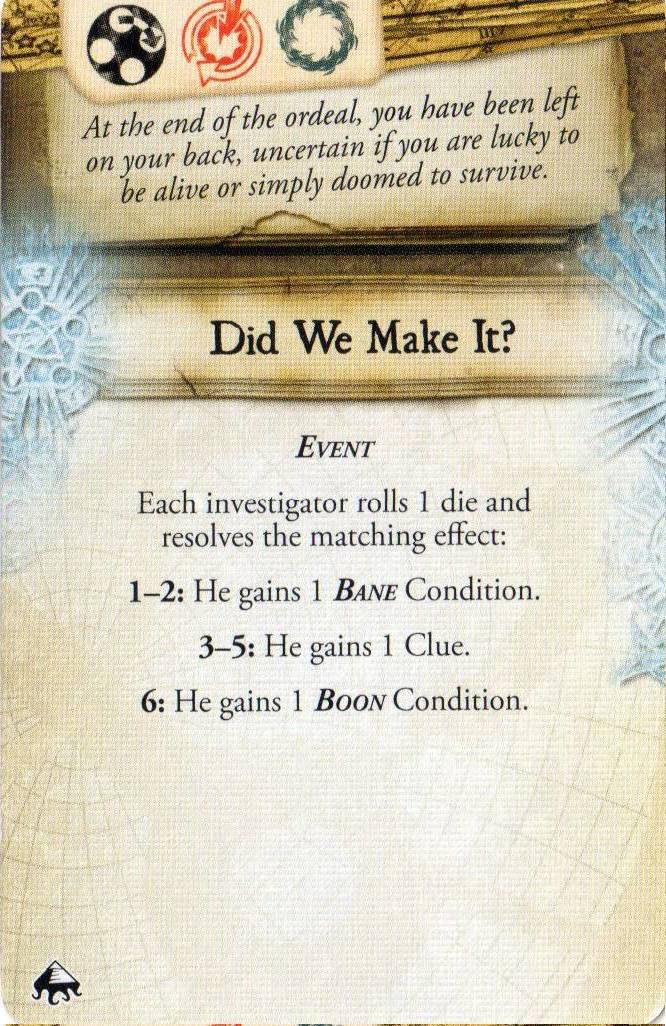 At the end of the ordeal, you have been left
on your back, uncertain if you are lucky to
be alive or simply doomed to survive.
Did We Make It?
EVENT
Each investigator rolls 1 die and
resolves the matching effect:
1–2: He gains 1 BANE Condition.
3–5: He gains 1 Clue.
6: He gains 1 BOON Condition.